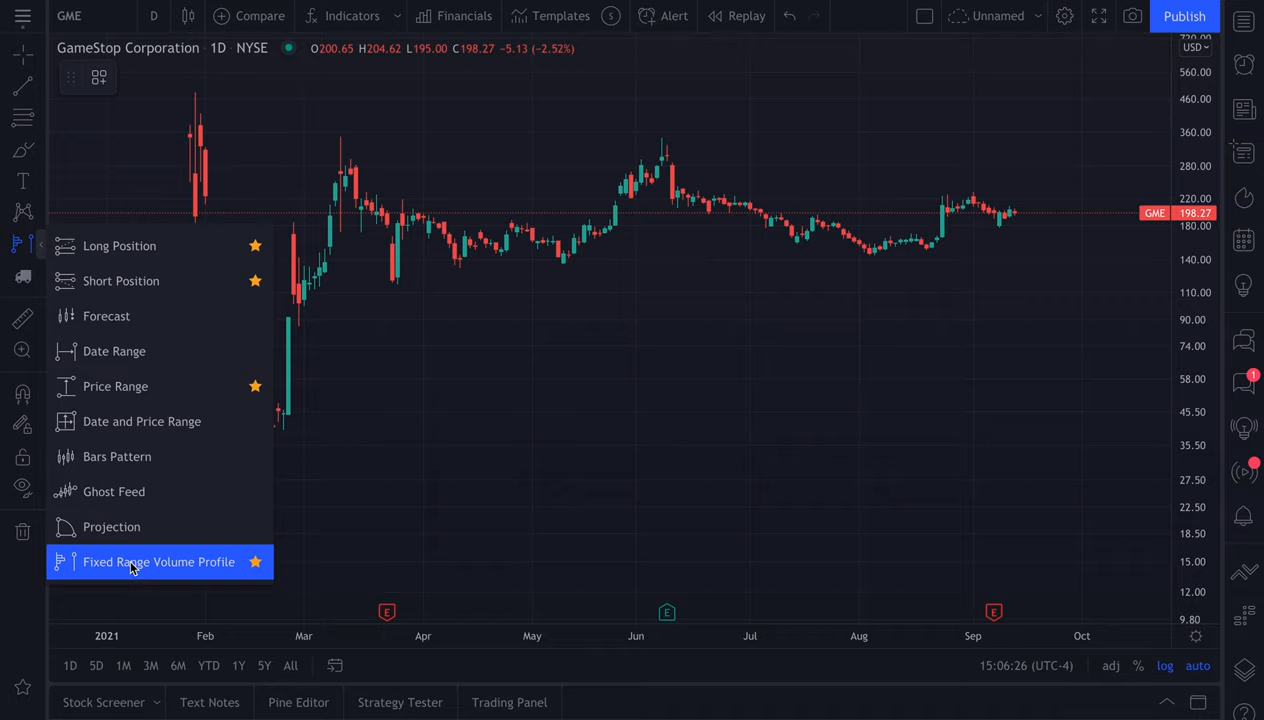 GME
D
Compare
Indicators
Financials
Templates
S
Alert
Replay
Unnamed
Publish
GameStop Corporation · 1D · NYSE
O200.65 H204.62 L195.00 C198.27 −5.13 (−2.52%)
USD
720.00
560.00
460.00
360.00
280.00
220.00
GME 198.27
180.00
140.00
110.00
90.00
74.00
58.00
45.50
35.50
27.50
22.50
18.50
15.00
12.00
9.80
Long Position
Short Position
Forecast
Date Range
Price Range
Date and Price Range
Bars Pattern
Ghost Feed
Projection
Fixed Range Volume Profile
1
E
E
E
2021 Feb Mar Apr May Jun Jul Aug Sep Oct
1D 5D 1M 3M 6M YTD 1Y 5Y All
15:06:26 (UTC-4) adj % log auto
Stock Screener
Text Notes
Pine Editor
Strategy Tester
Trading Panel